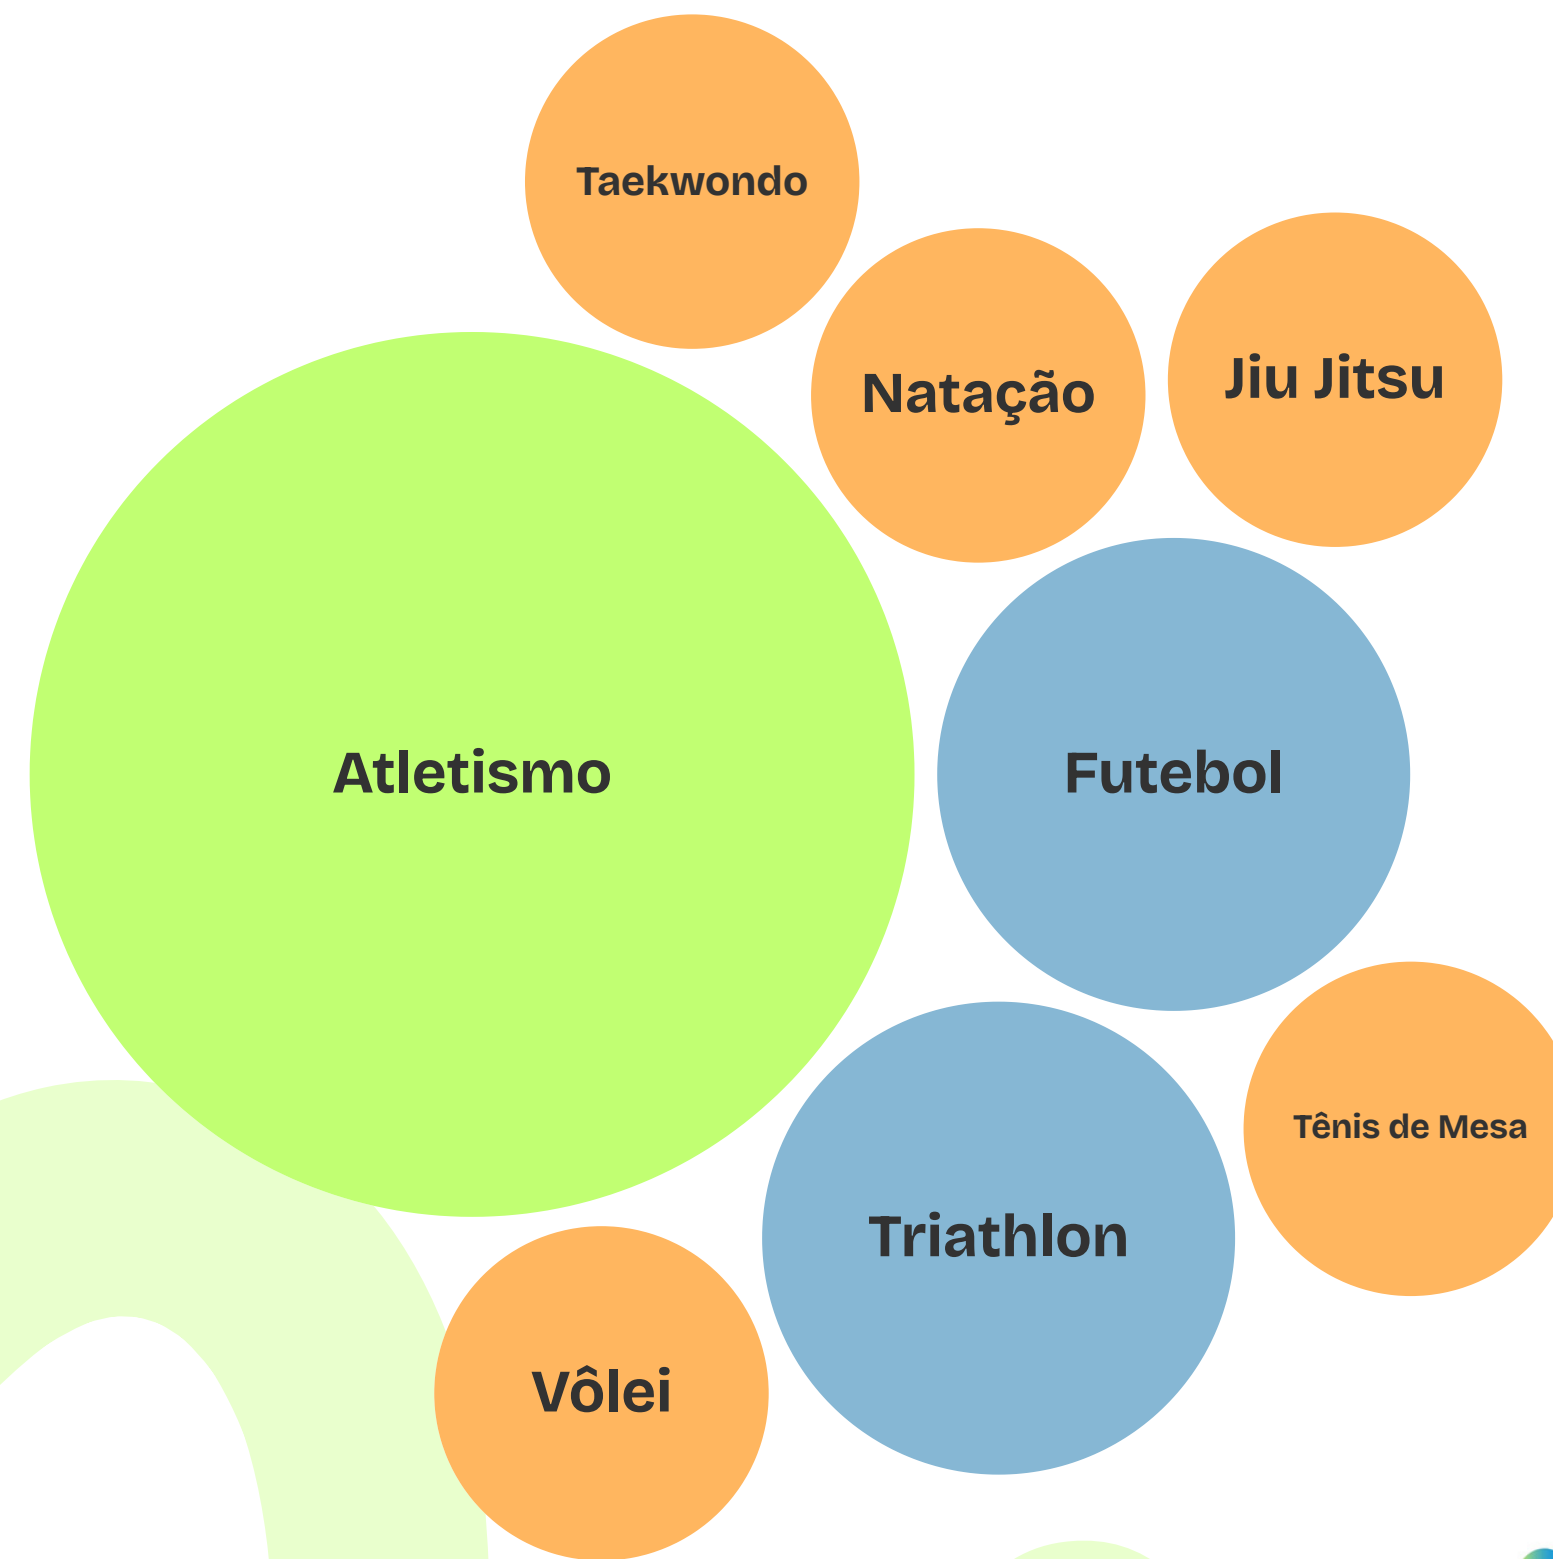 Taekwondo
Natação
Jiu Jitsu
Atletismo
Futebol
Tênis de Mesa
Triathlon
Vôlei